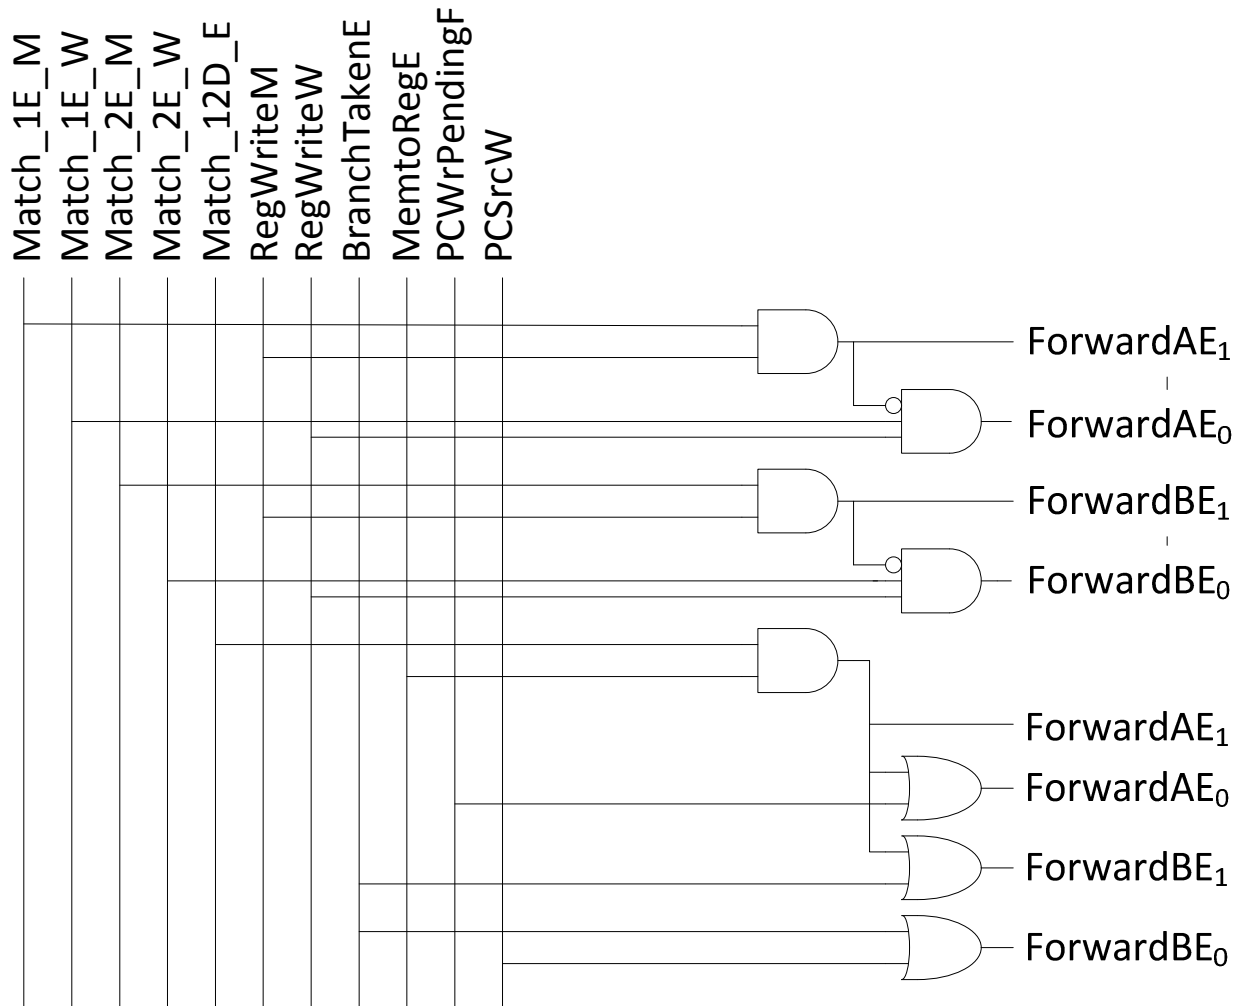 Match_1E_M
Match_1E_W
Match_2E_M
Match_2E_W
Match_12D_E
RegWriteM
RegWriteW
BranchTakenE
MemtoRegE
PCWrPendingF
PCSrcW
ForwardAE₁
ForwardAE₀
ForwardBE₁
ForwardBE₀
ForwardAE₁
ForwardAE₀
ForwardBE₁
ForwardBE₀